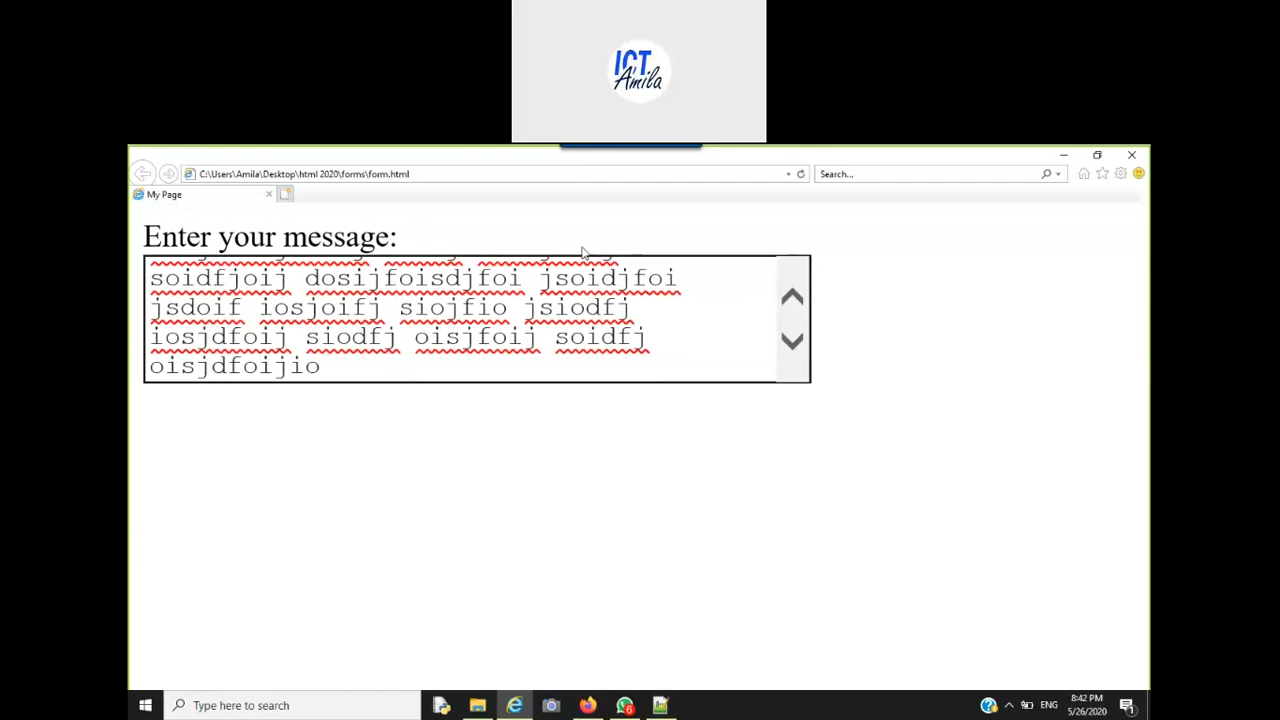 ICT
Amila
C:\Users\Amila\Desktop\html 2020\forms\form.html
Search...
My Page
Enter your message:
soidfjoij dosijfoisdjfoi jsoidjfoi
jsdoif iosjoifj siojfio jsiodfj
iosjdfoij siodfj oisjfoij soidfj
oisjdfoijio
Type here to search
6
ENG
8:42 PM
5/26/2020
1